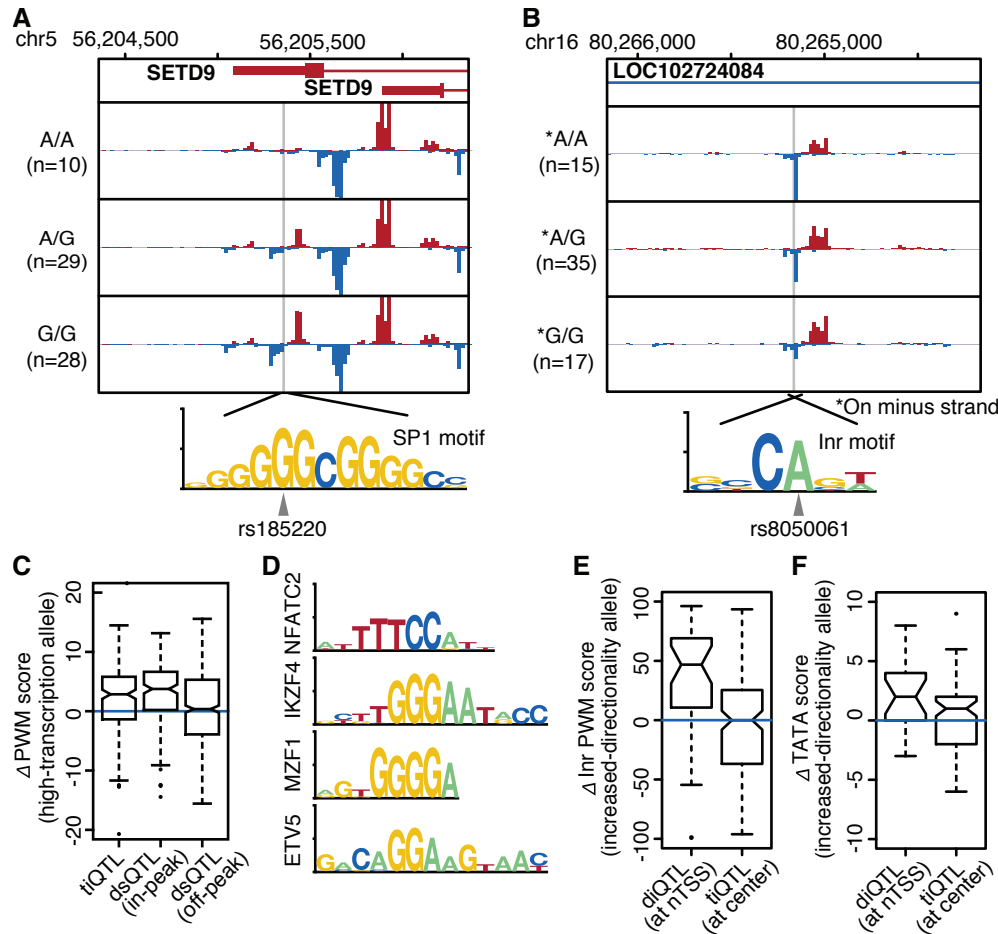 A
chr5 56,204,500 56,205,500
SETD9
SETD9
A/A
(n=10)
A/G
(n=29)
G/G
(n=28)
SP1 motif
rs185220
B
chr16 80,266,000 80,265,000
LOC102724084
*A/A
(n=15)
*A/G
(n=35)
*G/G
(n=17)
*On minus strand
Inr motif
rs8050061
C
Δ PWM score
(high-transcription allele)
20
10
0
-10
-20
tiQTL
dsQTL
(in-peak)
dsQTL
(off-peak)
D
NFATC2
IKZF4
MZF1
ETV5
E
Δ Inr PWM score
(increased-directionality allele)
100
50
0
-50
-100
diQTL
(at nTSS)
tiQTL
(at center)
F
Δ TATA score
(increased-directionality allele)
10
5
0
-5
-10
diQTL
(at nTSS)
tiQTL
(at center)